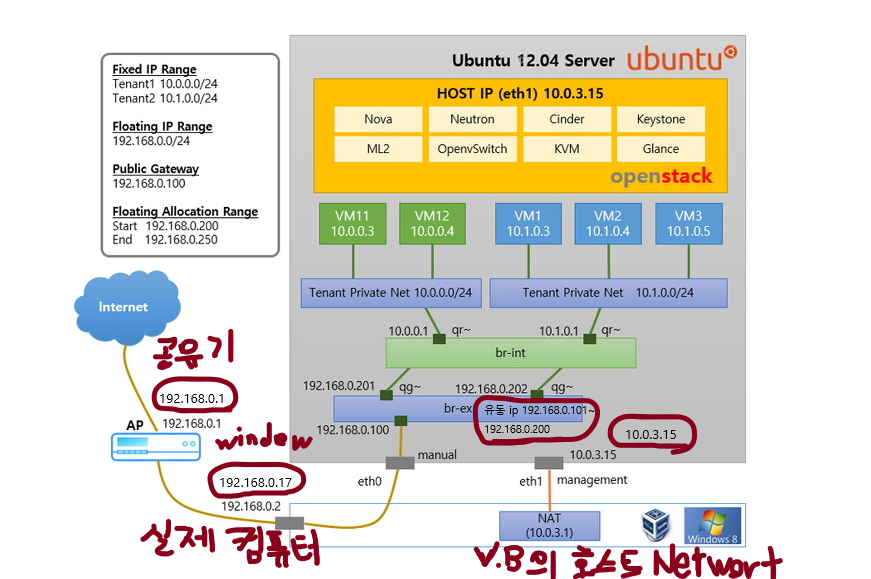 Ubuntu 12.04 Server ubuntu
Fixed IP Range
Tenant1 10.0.0.0/24
Tenant2 10.1.0.0/24
Floating IP Range
192.168.0.0/24
Public Gateway
192.168.0.100
Floating Allocation Range
Start 192.168.0.200
End 192.168.0.250
HOST IP (eth1) 10.0.3.15
Nova Neutron Cinder Keystone
ML2 OpenvSwitch KVM Glance
openstack
VM11 VM12 VM1 VM2 VM3
10.0.0.3 10.0.0.4 10.1.0.3 10.1.0.4 10.1.0.5
Tenant Private Net 10.0.0.0/24 Tenant Private Net 10.1.0.0/24
Internet
10.0.0.1 qr~ 10.1.0.1 qr~
br-int
공유기
192.168.0.201 qg~ 192.168.0.202 qg~
192.168.0.1
br-ex 유동 ip 192.168.0.101~
192.168.0.200
AP 192.168.0.1
192.168.0.100
10.0.3.15
window
manual 10.0.3.15
eth0 eth1 management
192.168.0.17
192.168.0.2
NAT
(10.0.3.1)
Windows 8
실제 컴퓨터
V.B의 호스트 Network